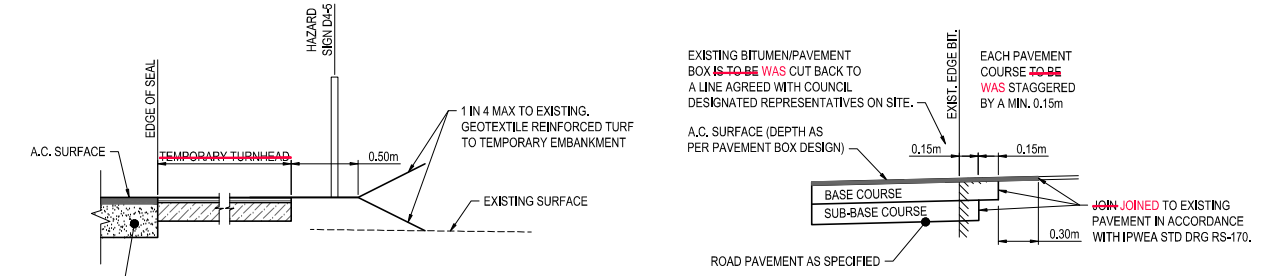 HAZARD
SIGN D4-5
EDGE OF SEAL
A.C. SURFACE
TEMPORARY TURNHEAD
0.50m
1 IN 4 MAX TO EXISTING.
GEOTEXTILE REINFORCED TURF
TO TEMPORARY EMBANKMENT
EXISTING SURFACE
EXISTING BITUMEN/PAVEMENT
BOX IS TO BE WAS CUT BACK TO
A LINE AGREED WITH COUNCIL
DESIGNATED REPRESENTATIVES ON SITE.
A.C. SURFACE (DEPTH AS
PER PAVEMENT BOX DESIGN)
EXIST. EDGE BIT.
EACH PAVEMENT
COURSE TO BE
WAS STAGGERED
BY A MIN. 0.15m
0.15m
0.15m
BASE COURSE
SUB-BASE COURSE
JOIN JOINED TO EXISTING
PAVEMENT IN ACCORDANCE
WITH IPWEA STD DRG RS-170.
0.30m
ROAD PAVEMENT AS SPECIFIED